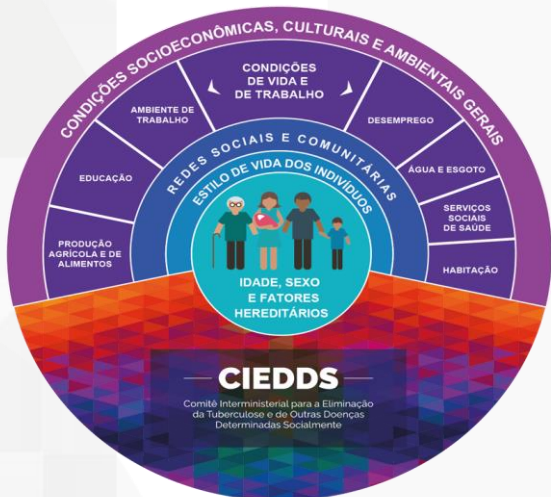 CONDIÇÕES SOCIOECONÔMICAS, CULTURAIS E AMBIENTAIS GERAIS
CONDIÇÕES
DE VIDA E
DE TRABALHO
AMBIENTE DE
TRABALHO
DESEMPREGO
EDUCAÇÃO
ÁGUA E ESGOTO
SERVIÇOS
SOCIAIS
DE SAÚDE
PRODUÇÃO
AGRÍCOLA E DE
ALIMENTOS
HABITAÇÃO
REDES SOCIAIS E COMUNITÁRIAS
ESTILO DE VIDA DOS INDIVÍDUOS
IDADE, SEXO
E FATORES
HEREDITÁRIOS
CIEDDS
Comitê Interministerial para a Eliminação
da Tuberculose e de Outras Doenças
Determinadas Socialmente